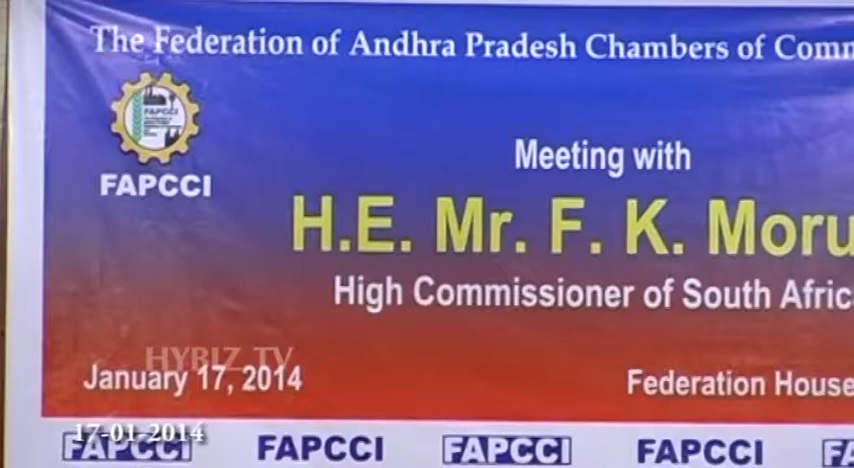 The Federation of Andhra Pradesh Chambers of Comm
FAPCCI
FAPCCI
Meeting with
H.E. Mr. F. K. Moru
High Commissioner of South Afric
HYBIZ TV
January 17, 2014
Federation House
17-01-2014
FAPCCI FAPCCI FAPCCI FAPCCI FA